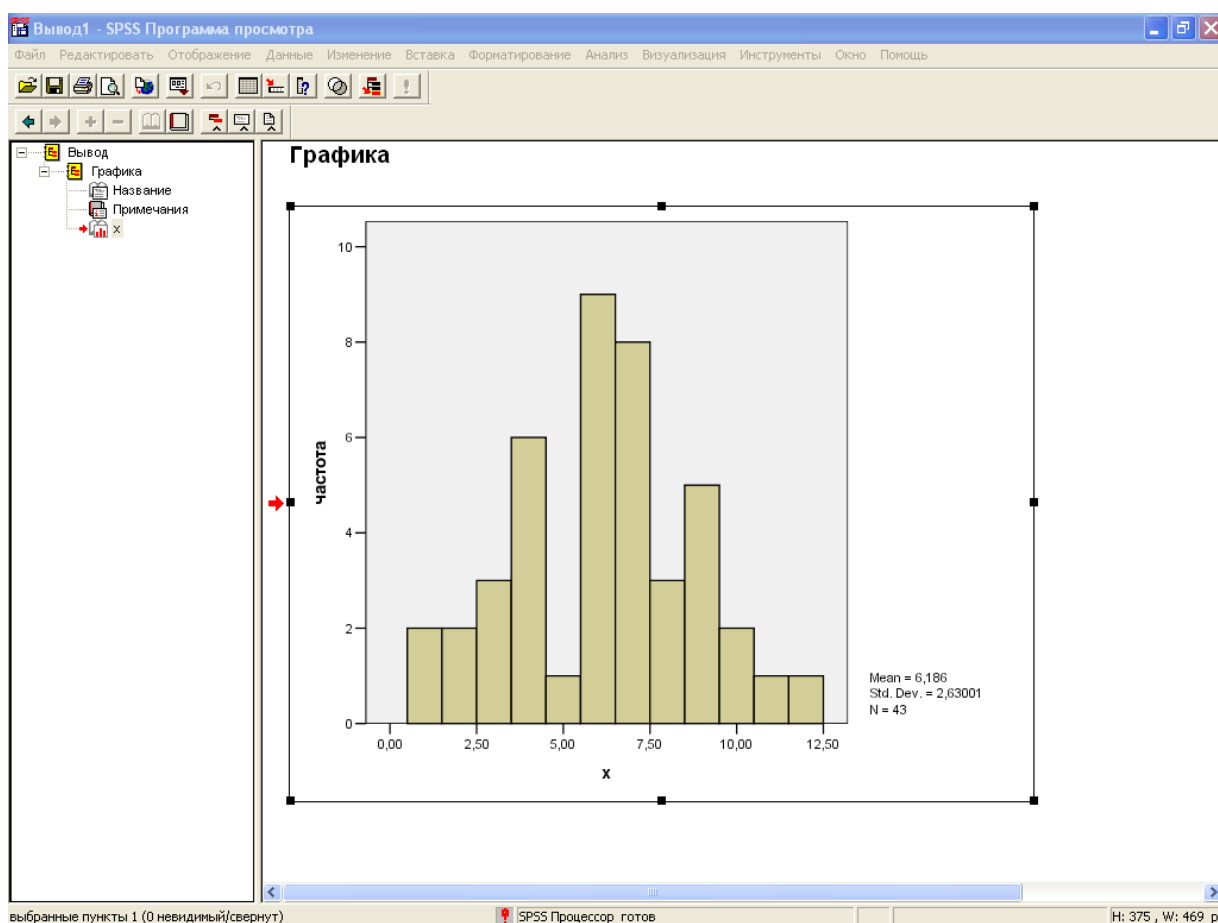 Вывод1 - SPSS Программа просмотра
Файл Редактировать Отображение Данные Изменение Вставка Форматирование Анализ Визуализация Инструменты Окно Помощь
Вывод
Графика
Название
Примечания
x
Графика
10
8
6
4
2
0
частота
0,00 2,50 5,00 7,50 10,00 12,50
x
Mean = 6,186
Std. Dev. = 2,63001
N = 43
выбранные пункты 1 (0 невидимый/свернут)
SPSS Процессор готов
H: 375 , W: 469